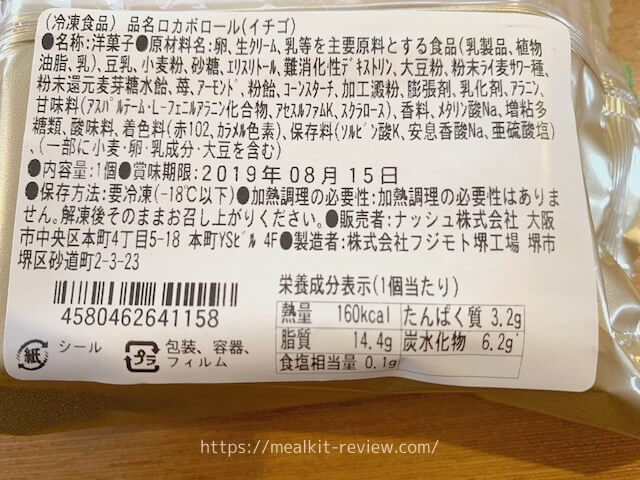 (冷凍食品) 品名ロカボロール(イチゴ)
●名称:洋菓子●原材料名:卵、生クリーム、乳等を主要原料とする食品(乳製品、植物
油脂、乳)、豆乳、小麦粉、砂糖、エリスリトール、難消化性デキストリン、大豆粉、粉末ライ麦サワー種、
粉末還元麦芽糖水飴、苺、アーモンド、粉飴、コーンスターチ、加工澱粉、膨張剤、乳化剤、アラニン、
甘味料(アスパルテーム・L-フェニルアラニン化合物、アセスルファムK、スクラロース)、香料、メタリン酸Na、増粘多
糖類、酸味料、着色料(赤102、カラメル色素)、保存料(ソルビン酸K、安息香酸Na、亜硫酸塩)
、(一部に小麦・卵・乳成分・大豆を含む)
●内容量:1個●賞味期限:2019年08月15日
●保存方法:要冷凍(-18℃以下)●加熱調理の必要性:加熱調理の必要性はありま
せん。解凍後そのままお召し上がりください。●販売者:ナッシュ株式会社 大阪
市中央区本町4丁目5-18 本町YSビル 4F●製造者:株式会社フジモト堺工場 堺市
堺区砂道町2-3-23
4580462641158
紙 シール
プラ 包装、容器、
フィルム
栄養成分表示(1個当たり)
熱量 160kcal たんぱく質 3.2g
脂質 14.4g 炭水化物 6.2g
食塩相当量 0.1g
https://mealkit-review.com/